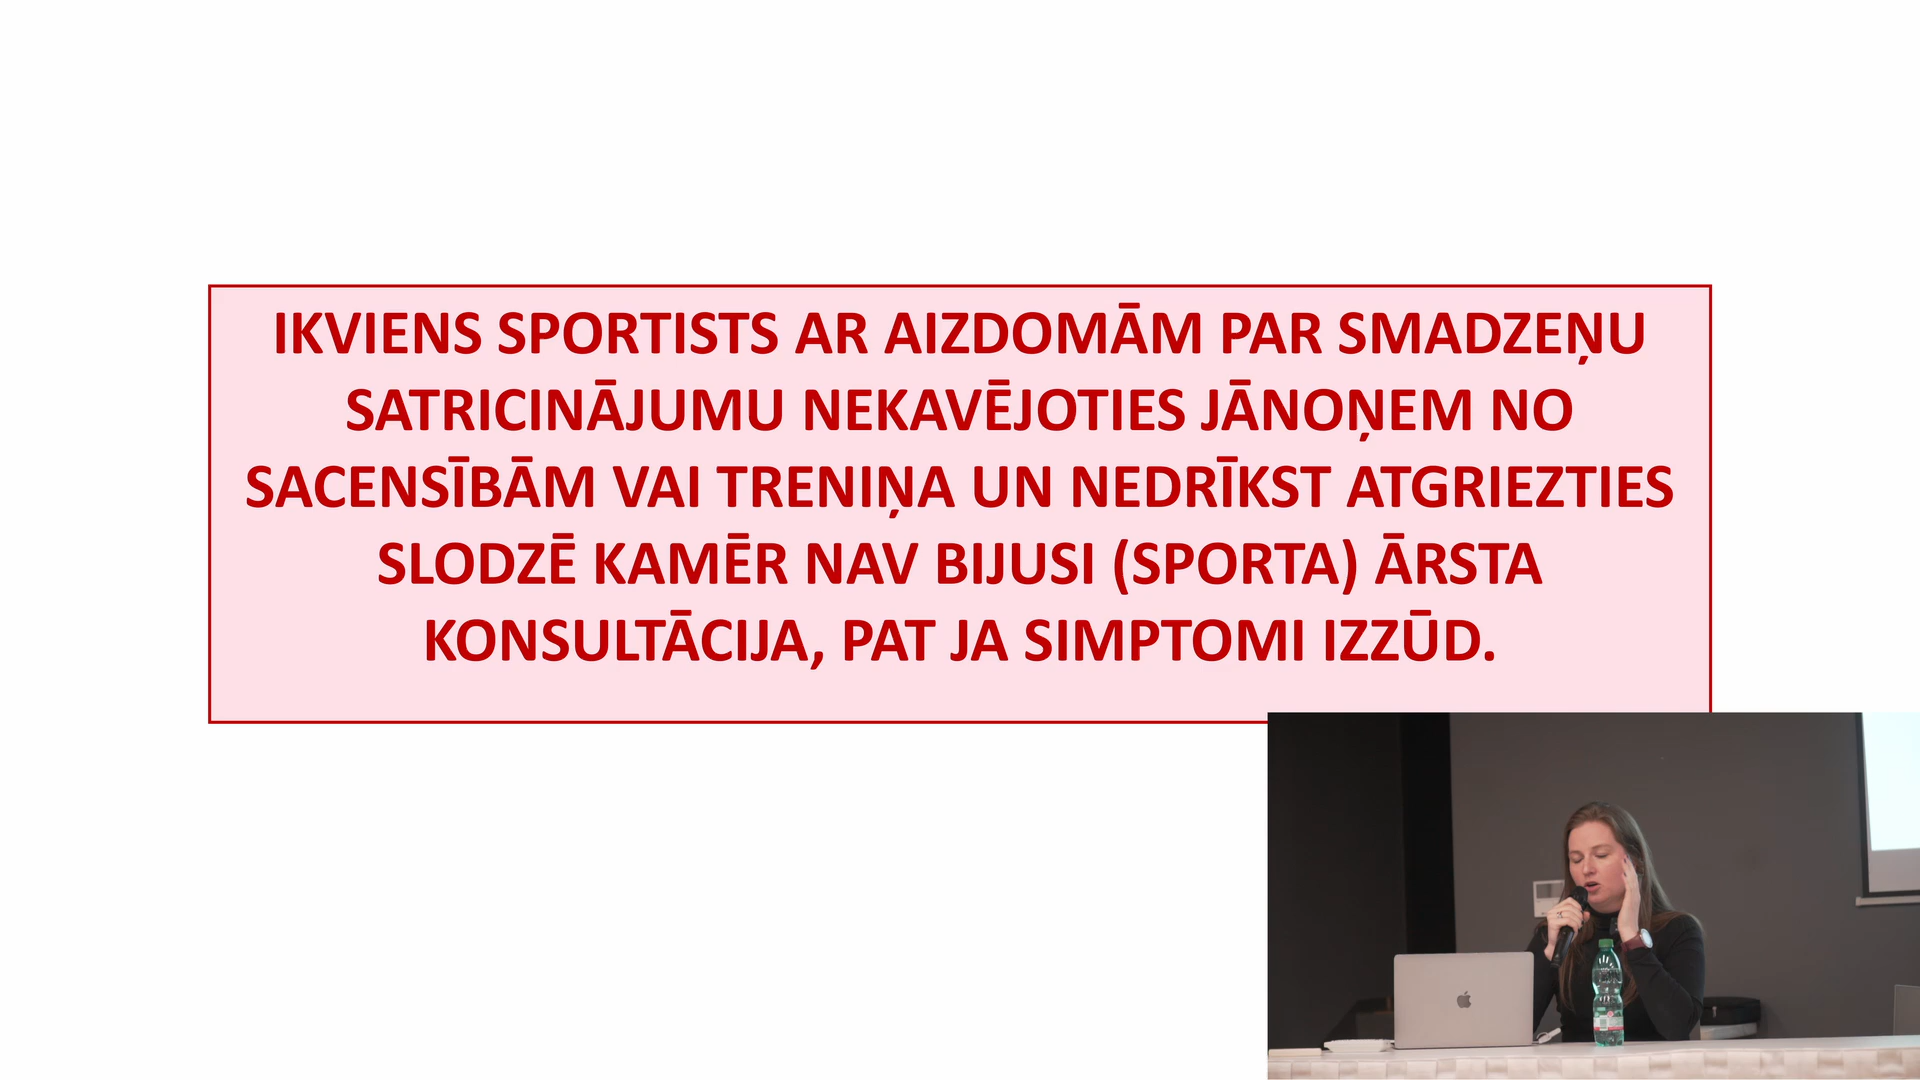 IKVIENS SPORTISTS AR AIZDOMĀM PAR SMADZEŅU
SATRICINĀJUMU NEKAVĒJOTIES JĀNOŅEM NO
SACENSĪBĀM VAI TRENIŅA UN NEDRĪKST ATGRIEZTIES
SLODZĒ KAMĒR NAV BIJUSI (SPORTA) ĀRSTA
KONSULTĀCIJA, PAT JA SIMPTOMI IZZŪD.